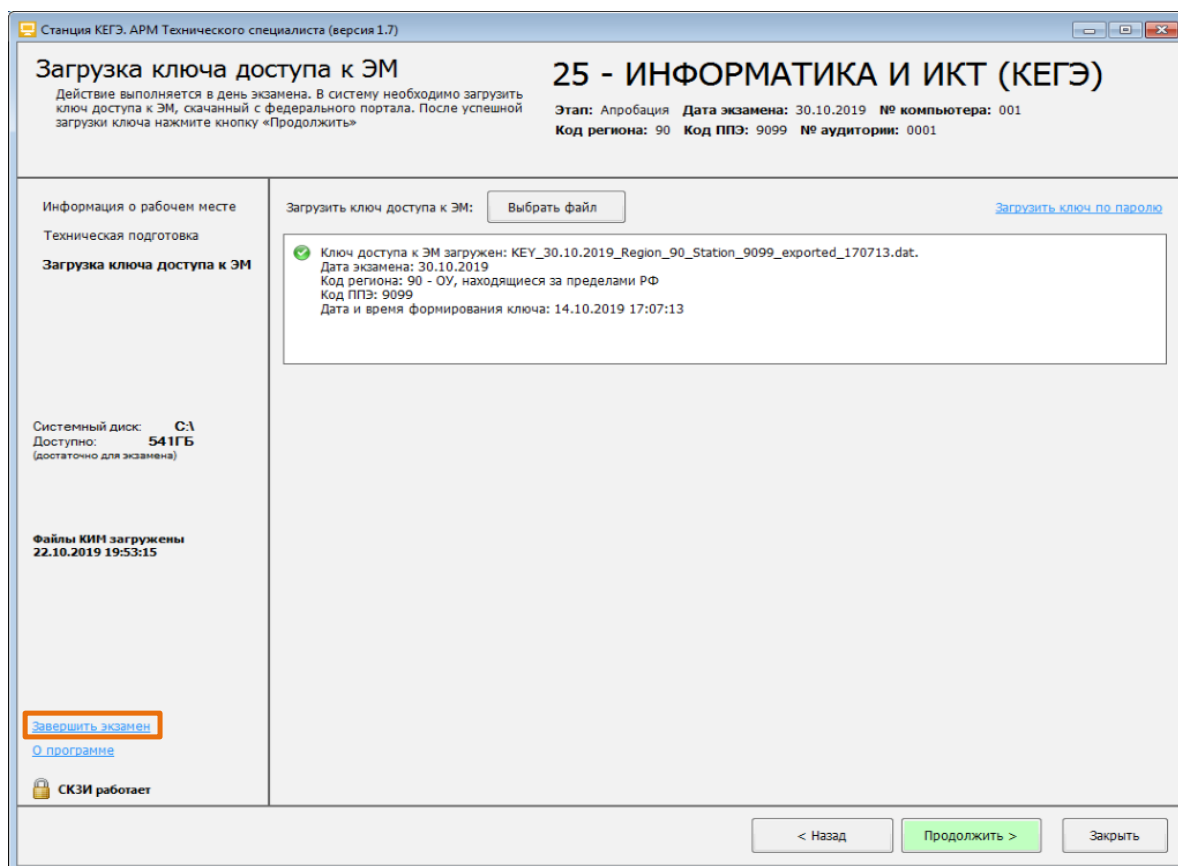 Станция КЕГЭ. АРМ Технического специалиста (версия 1.7)
Загрузка ключа доступа к ЭМ
Действие выполняется в день экзамена. В систему необходимо загрузить
ключ доступа к ЭМ, скачанный с федерального портала. После успешной
загрузки ключа нажмите кнопку «Продолжить»
25 - ИНФОРМАТИКА И ИКТ (КЕГЭ)
Этап: Апробация Дата экзамена: 30.10.2019 № компьютера: 001
Код региона: 90 Код ППЭ: 9099 № аудитории: 0001
Информация о рабочем месте
Техническая подготовка
Загрузка ключа доступа к ЭМ
Системный диск: C:\
Доступно: 541ГБ
(достаточно для экзамена)
Файлы КИМ загружены
22.10.2019 19:53:15
Завершить экзамен
О программе
СКЗИ работает
Загрузить ключ доступа к ЭМ: Выбрать файл Загрузить ключ по паролю
Ключ доступа к ЭМ загружен: KEY_30.10.2019_Region_90_Station_9099_exported_170713.dat.
Дата экзамена: 30.10.2019
Код региона: 90 - ОУ, находящиеся за пределами РФ
Код ППЭ: 9099
Дата и время формирования ключа: 14.10.2019 17:07:13
< Назад Продолжить > Закрыть